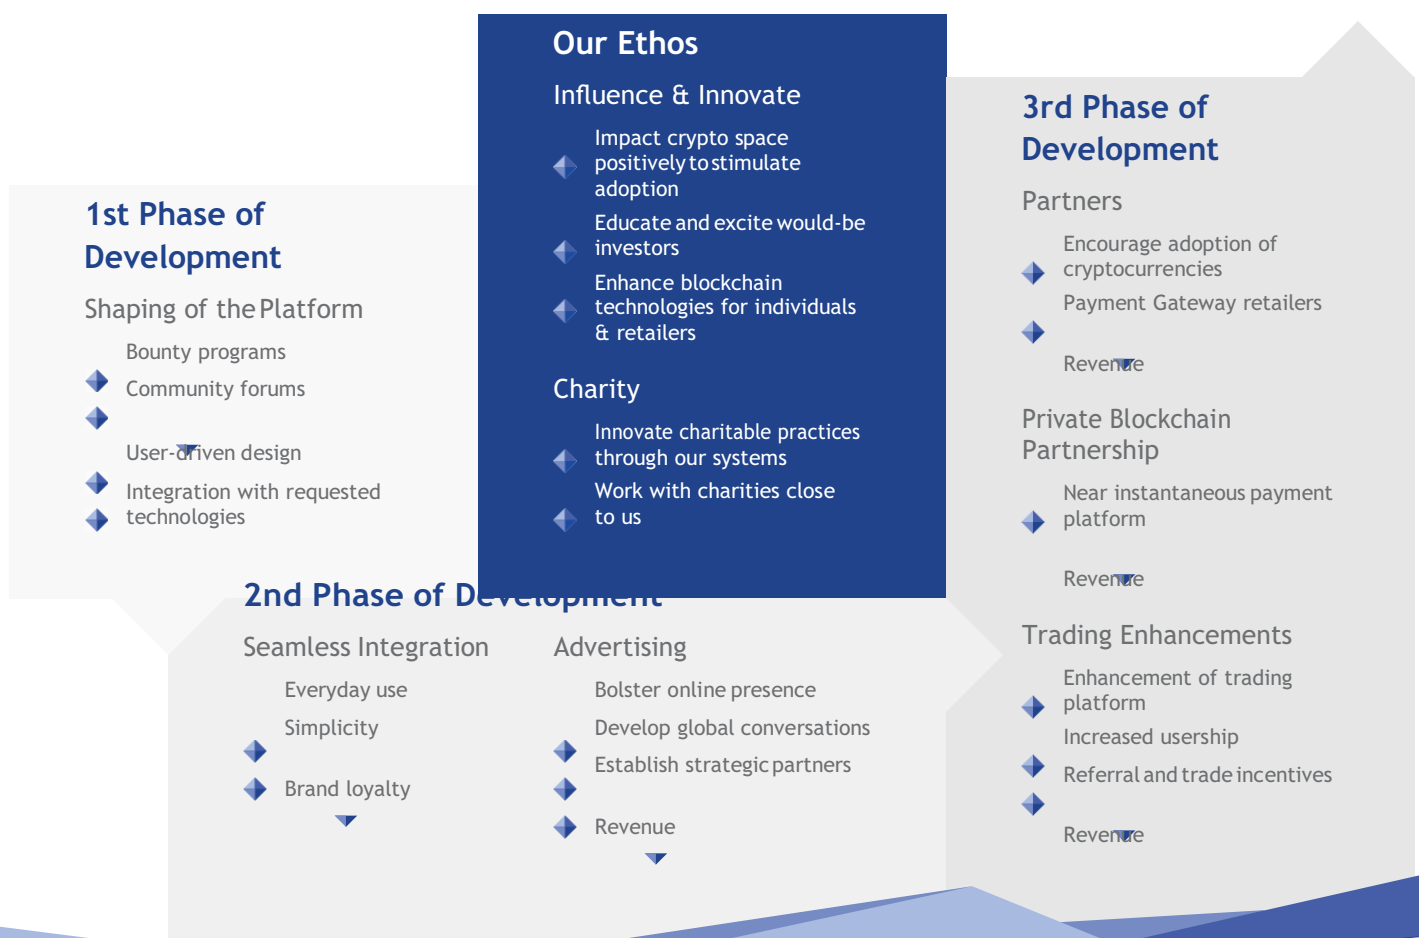 Our Ethos
Influence & Innovate
Impact crypto space
positively to stimulate
adoption
Educate and excite would-be
investors
Enhance blockchain
technologies for individuals
& retailers
Charity
Innovate charitable practices
through our systems
Work with charities close
to us
1st Phase of
Development
Shaping of the Platform
Bounty programs
Community forums
User-driven design
Integration with requested
technologies
2nd Phase of Development
Seamless Integration
Everyday use
Simplicity
Brand loyalty
Advertising
Bolster online presence
Develop global conversations
Establish strategic partners
Revenue
3rd Phase of
Development
Partners
Encourage adoption of
cryptocurrencies
Payment Gateway retailers
Revenue
Private Blockchain
Partnership
Near instantaneous payment
platform
Revenue
Trading Enhancements
Enhancement of trading
platform
Increased usership
Referral and trade incentives
Revenue